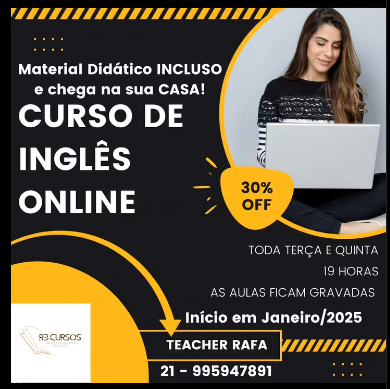 Material Didático INCLUSO
e chega na sua CASA!
CURSO DE
INGLÊS
ONLINE
30%
OFF
TODA TERÇA E QUINTA
19 HORAS
AS AULAS FICAM GRAVADAS
Início em Janeiro/2025
R3 CURSOS
TEACHER RAFA
21 - 995947891